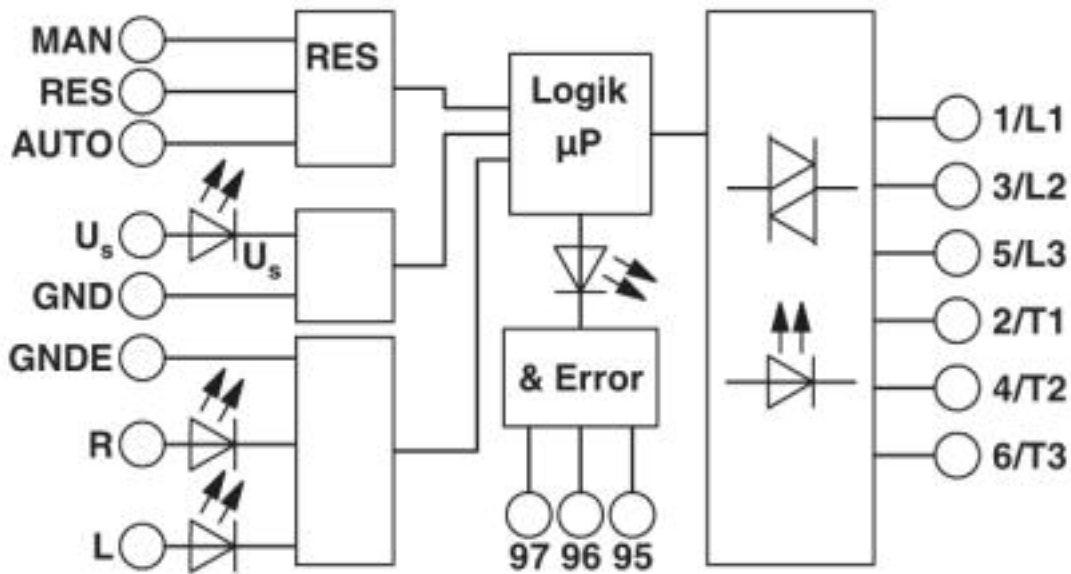 MAN
RES
AUTO
RES
Us
Us
GND
GNDE
R
L
Logik
µP
& Error
97 96 95
1/L1
3/L2
5/L3
2/T1
4/T2
6/T3